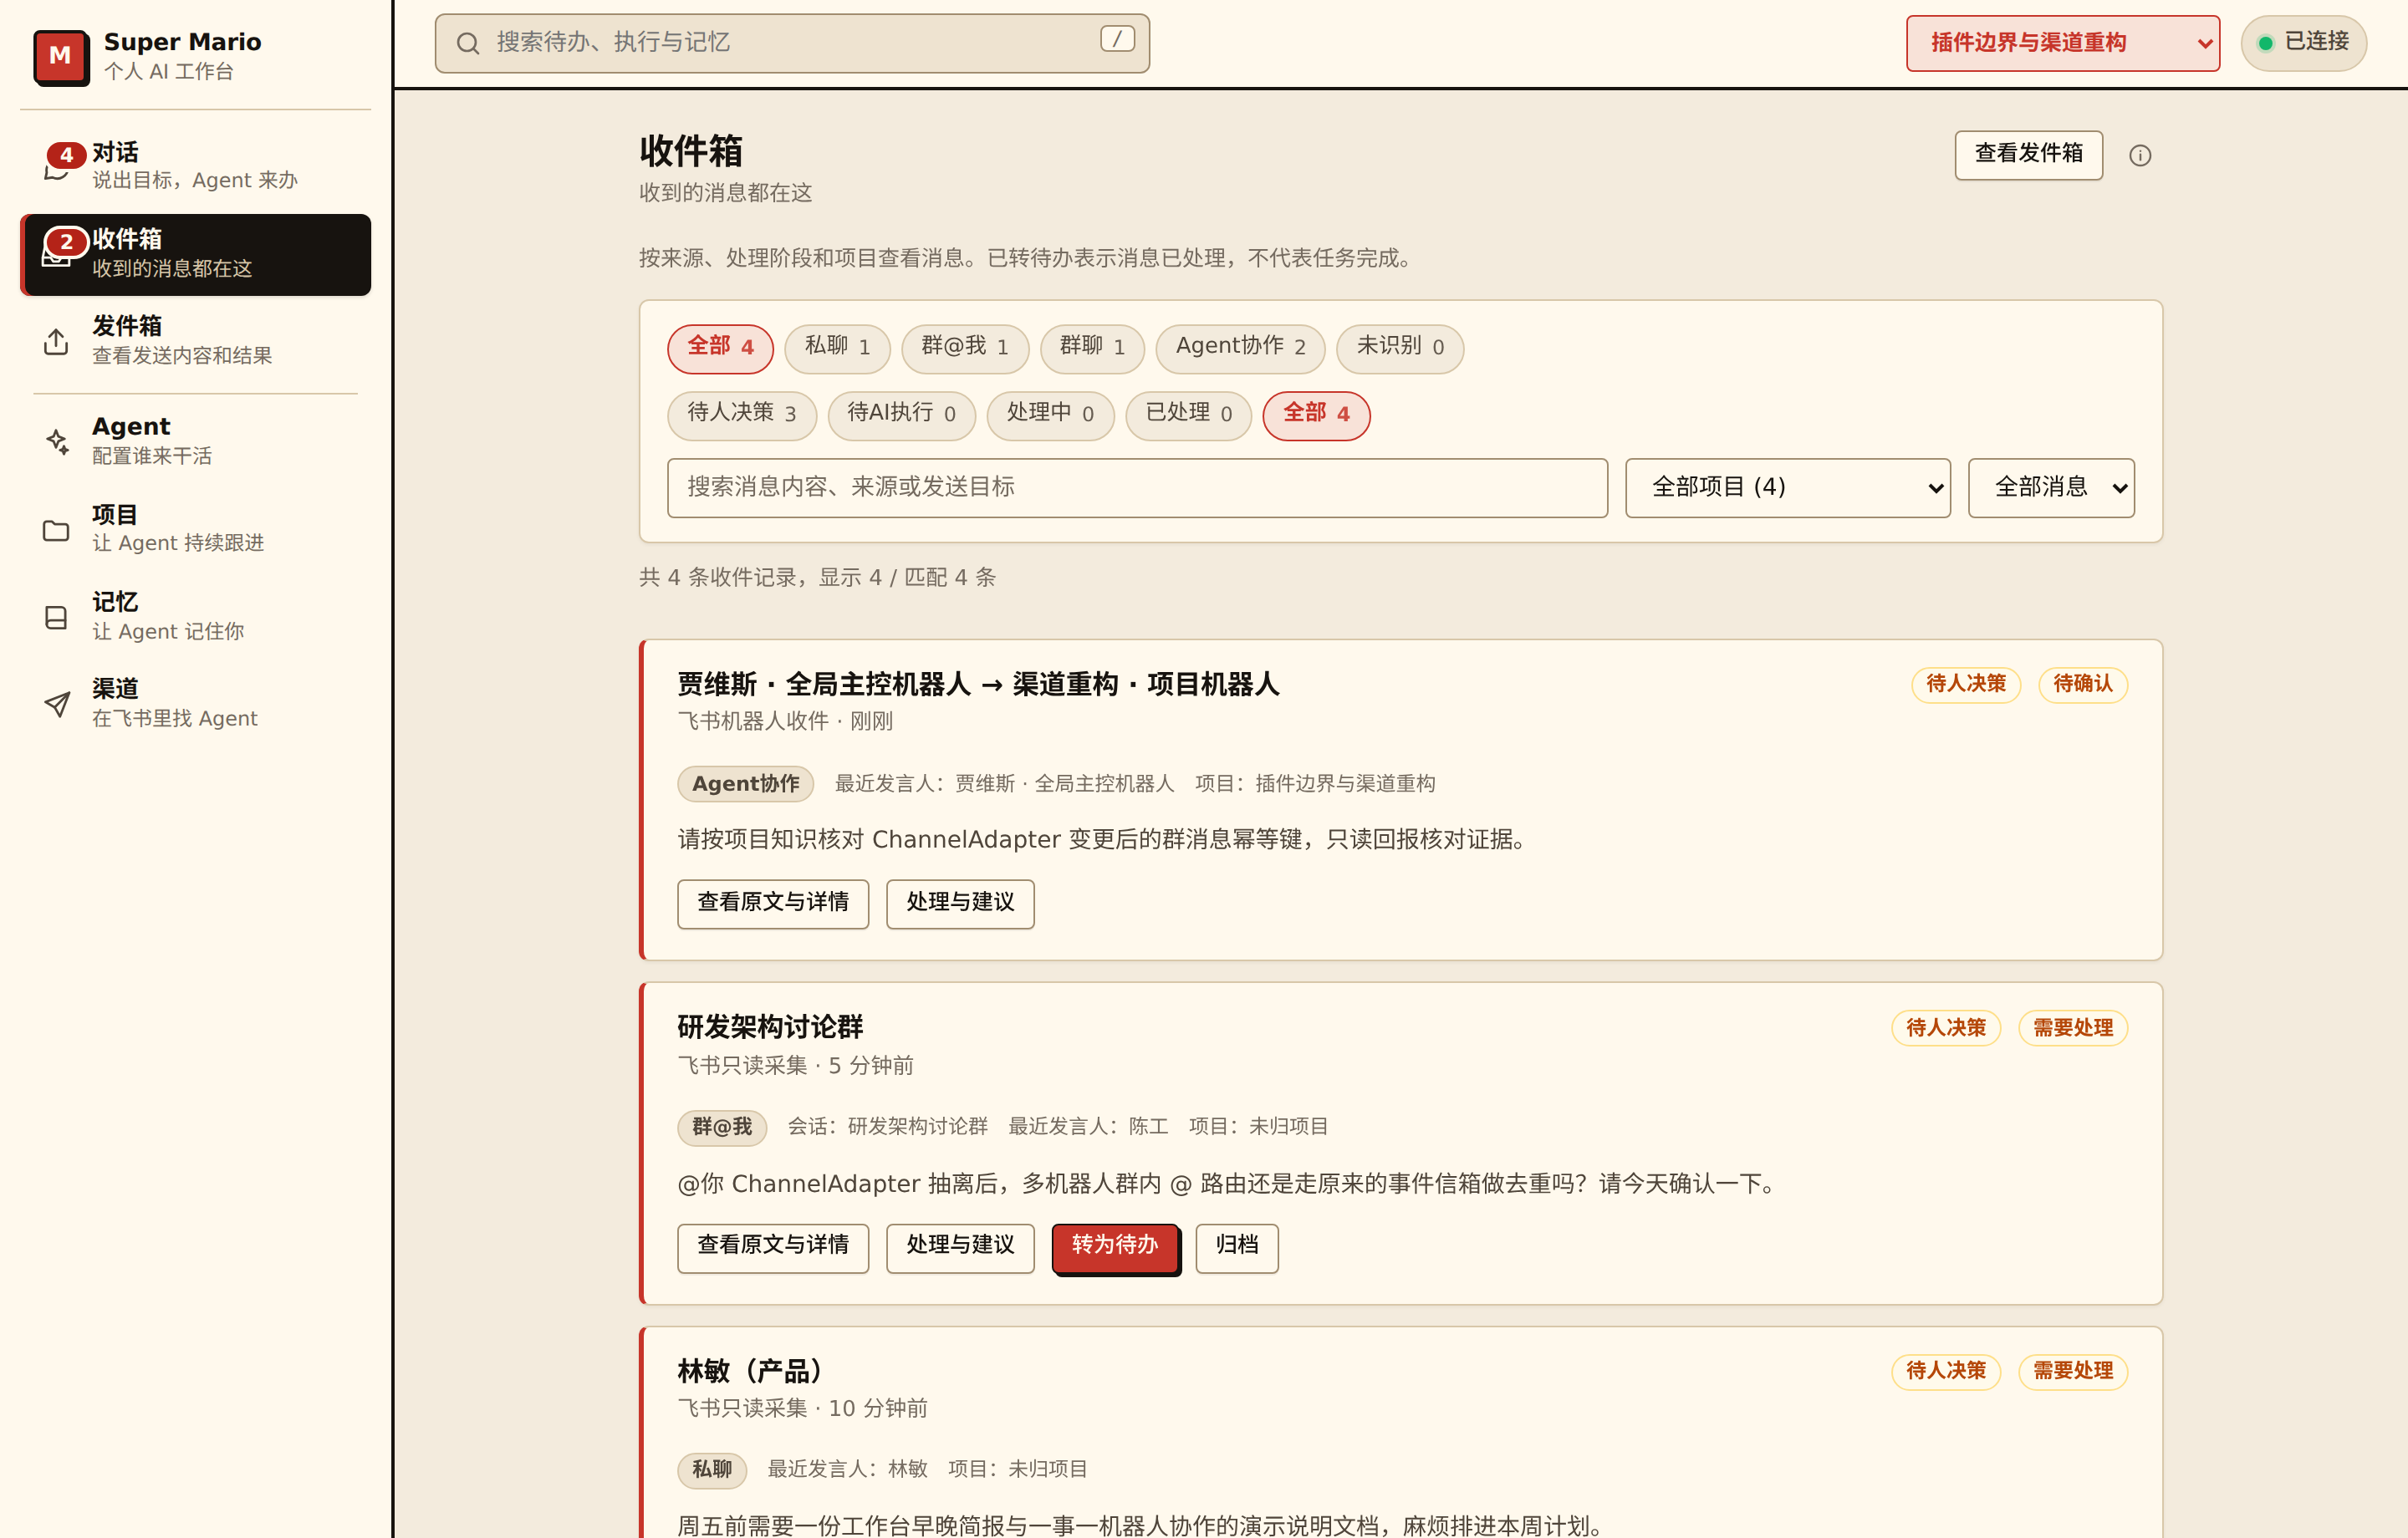 M
Super Mario
个人 AI 工作台
搜索待办、执行与记忆
/
插件边界与渠道重构
已连接
4
对话
说出目标，Agent 来办
2
收件箱
收到的消息都在这
发件箱
查看发送内容和结果
Agent
配置谁来干活
项目
让 Agent 持续跟进
记忆
让 Agent 记住你
渠道
在飞书里找 Agent
收件箱
收到的消息都在这
查看发件箱
按来源、处理阶段和项目查看消息。已转待办表示消息已处理，不代表任务完成。
全部 4 私聊 1 群@我 1 群聊 1 Agent协作 2 未识别 0
待人决策 3 待AI执行 0 处理中 0 已处理 0 全部 4
搜索消息内容、来源或发送目标 全部项目 (4) 全部消息
共 4 条收件记录，显示 4 / 匹配 4 条
贾维斯 · 全局主控机器人 → 渠道重构 · 项目机器人
待人决策 待确认
飞书机器人收件 · 刚刚
Agent协作 最近发言人：贾维斯 · 全局主控机器人 项目：插件边界与渠道重构
请按项目知识核对 ChannelAdapter 变更后的群消息幂等键，只读回报核对证据。
查看原文与详情 处理与建议
研发架构讨论群
待人决策 需要处理
飞书只读采集 · 5 分钟前
群@我 会话：研发架构讨论群 最近发言人：陈工 项目：未归项目
@你 ChannelAdapter 抽离后，多机器人群内 @ 路由还是走原来的事件信箱做去重吗？请今天确认一下。
查看原文与详情 处理与建议 转为待办 归档
林敏（产品）
待人决策 需要处理
飞书只读采集 · 10 分钟前
私聊 最近发言人：林敏 项目：未归项目
周五前需要一份工作台早晚简报与一事一机器人协作的演示说明文档，麻烦排进本周计划。